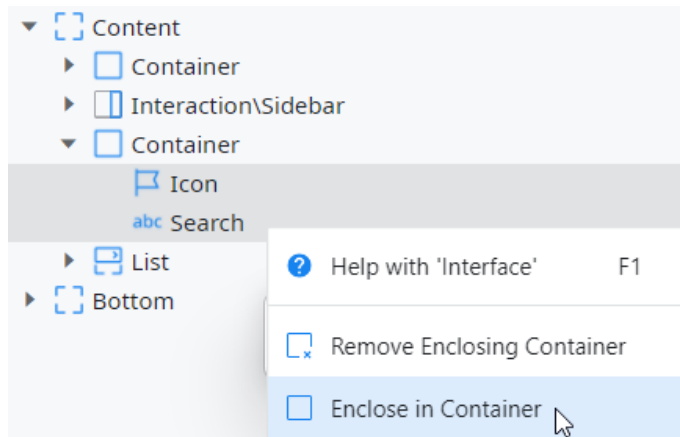 Content
Container
Interaction\Sidebar
Container
Icon
abc Search
List
Bottom
Help with 'Interface' F1
Remove Enclosing Container
Enclose in Container